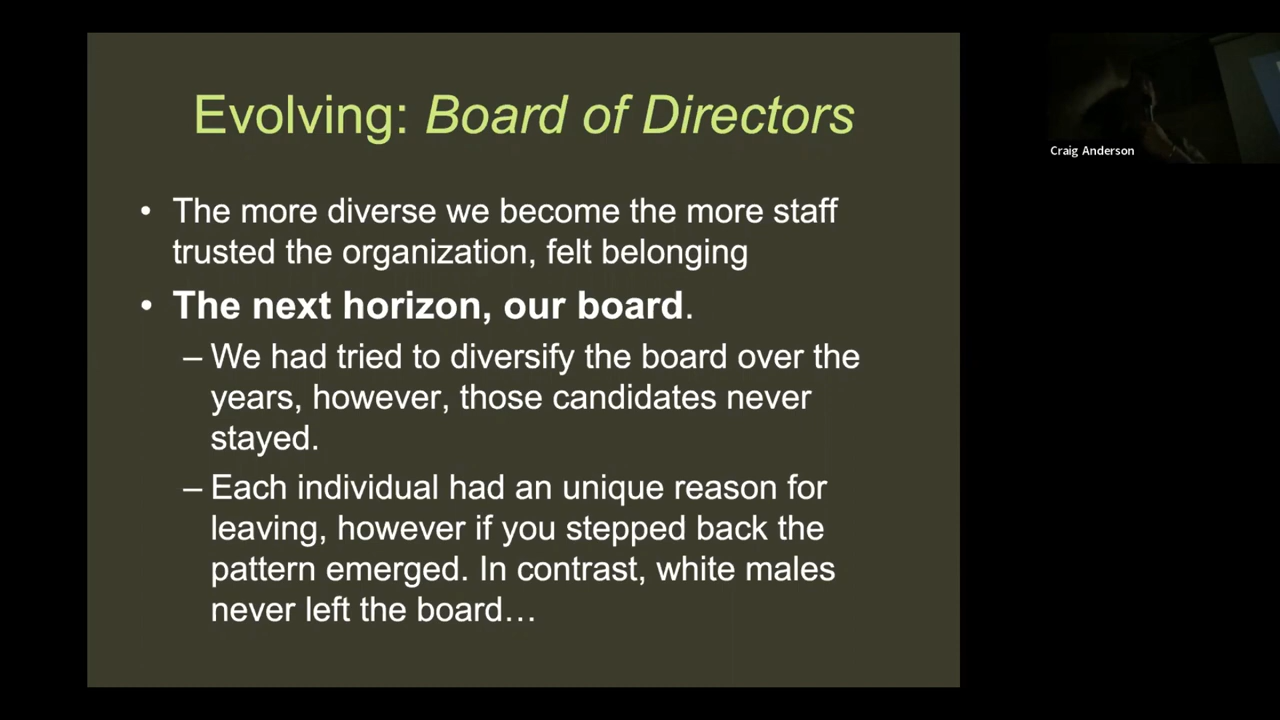 Evolving: Board of Directors
• The more diverse we become the more staff
trusted the organization, felt belonging
• The next horizon, our board.
– We had tried to diversify the board over the
years, however, those candidates never
stayed.
– Each individual had an unique reason for
leaving, however if you stepped back the
pattern emerged. In contrast, white males
never left the board…
Craig Anderson